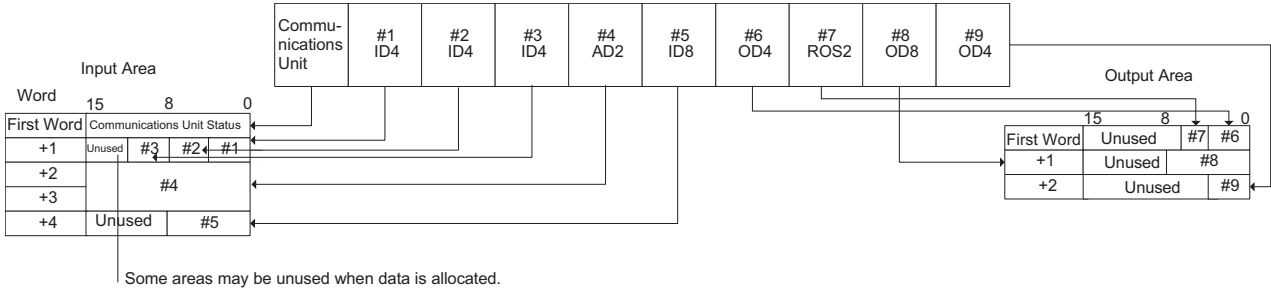 Commu-
nications
Unit
#1
ID4
#2
ID4
#3
ID4
#4
AD2
#5
ID8
#6
OD4
#7
ROS2
#8
OD8
#9
OD4
Input Area
Word
15 8 0
First Word Communications Unit Status
+1 Unused #3 #2 #1
+2
#4
+3
+4 Unused #5
Some areas may be unused when data is allocated.
Output Area
15 8 0
First Word Unused #7 #6
+1 Unused #8
+2 Unused #9